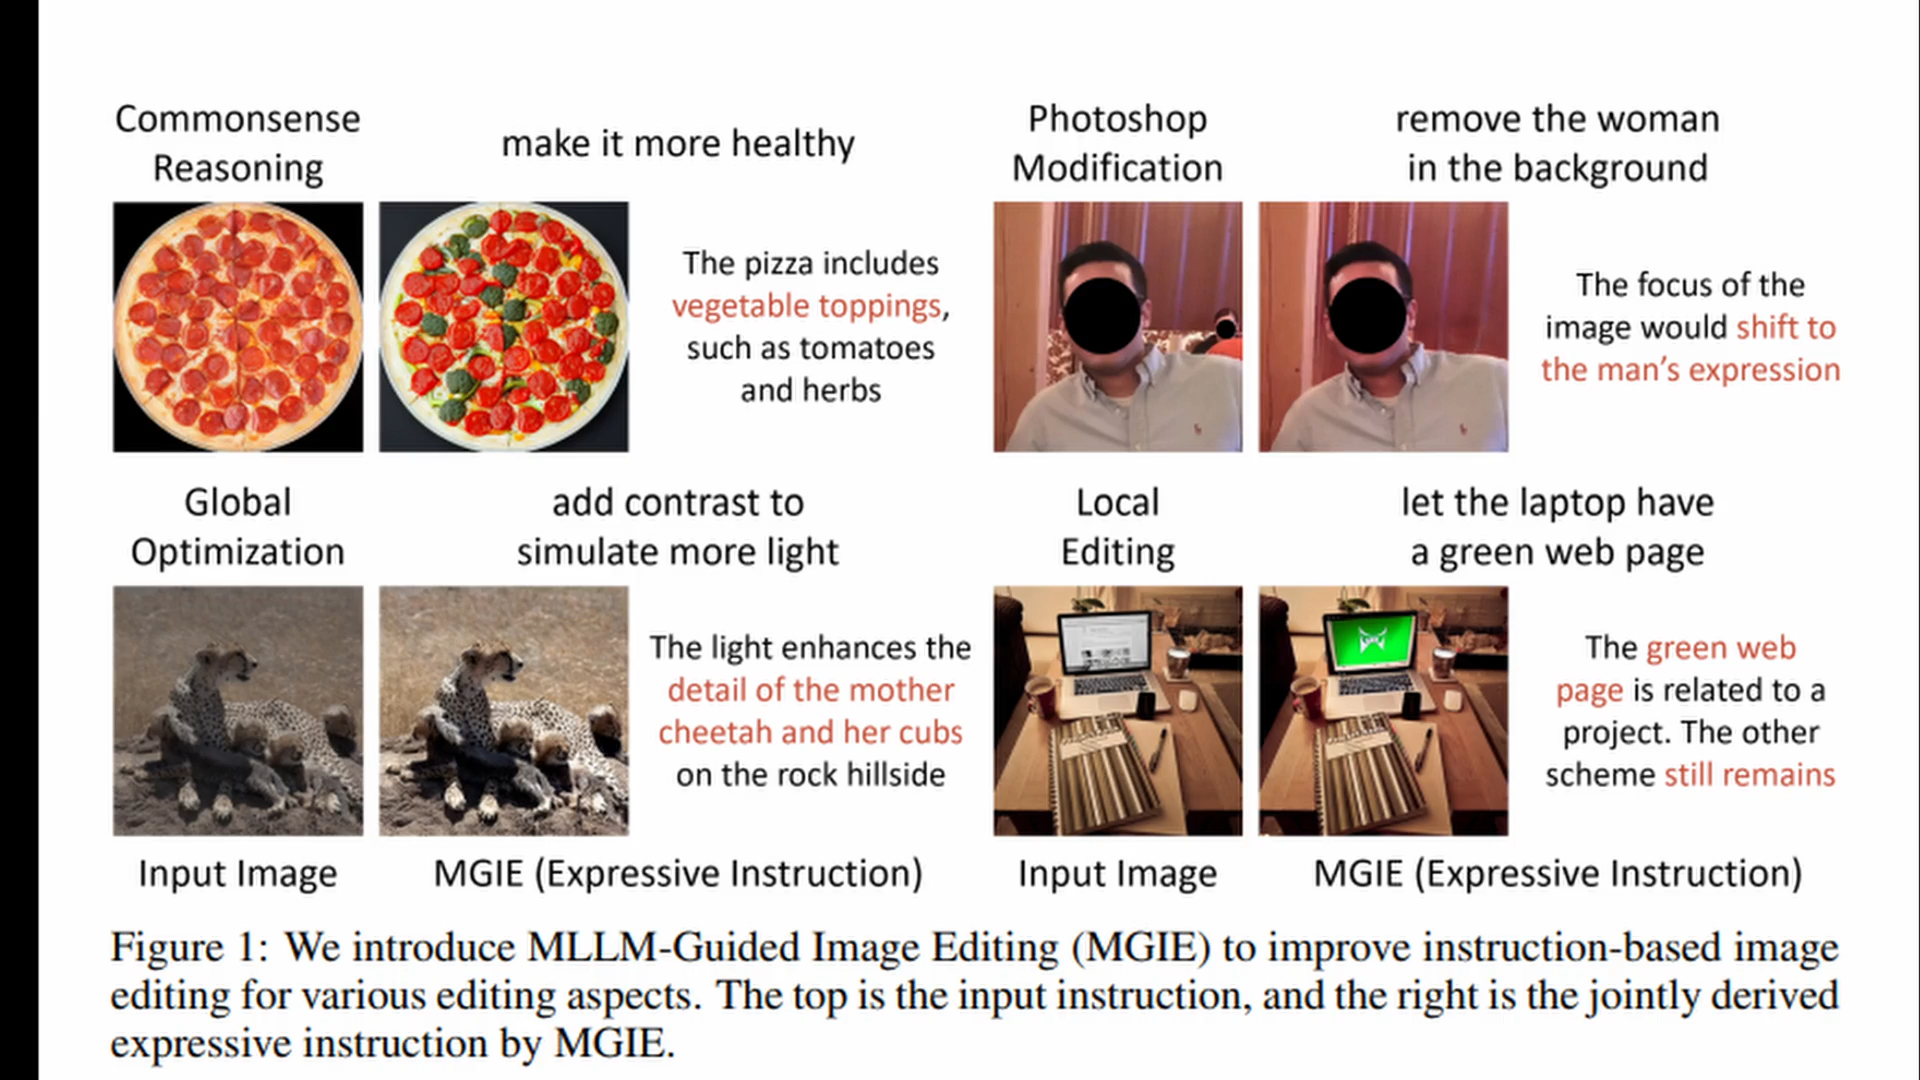 Commonsense
Reasoning
make it more healthy
The pizza includes
vegetable toppings,
such as tomatoes
and herbs
Photoshop
Modification
remove the woman
in the background
The focus of the
image would shift to
the man’s expression
Global
Optimization
add contrast to
simulate more light
The light enhances the
detail of the mother
cheetah and her cubs
on the rock hillside
Local
Editing
let the laptop have
a green web page
The green web
page is related to a
project. The other
scheme still remains
Input Image
MGIE (Expressive Instruction)
Input Image
MGIE (Expressive Instruction)
Figure 1: We introduce MLLM-Guided Image Editing (MGIE) to improve instruction-based image
editing for various editing aspects. The top is the input instruction, and the right is the jointly derived
expressive instruction by MGIE.